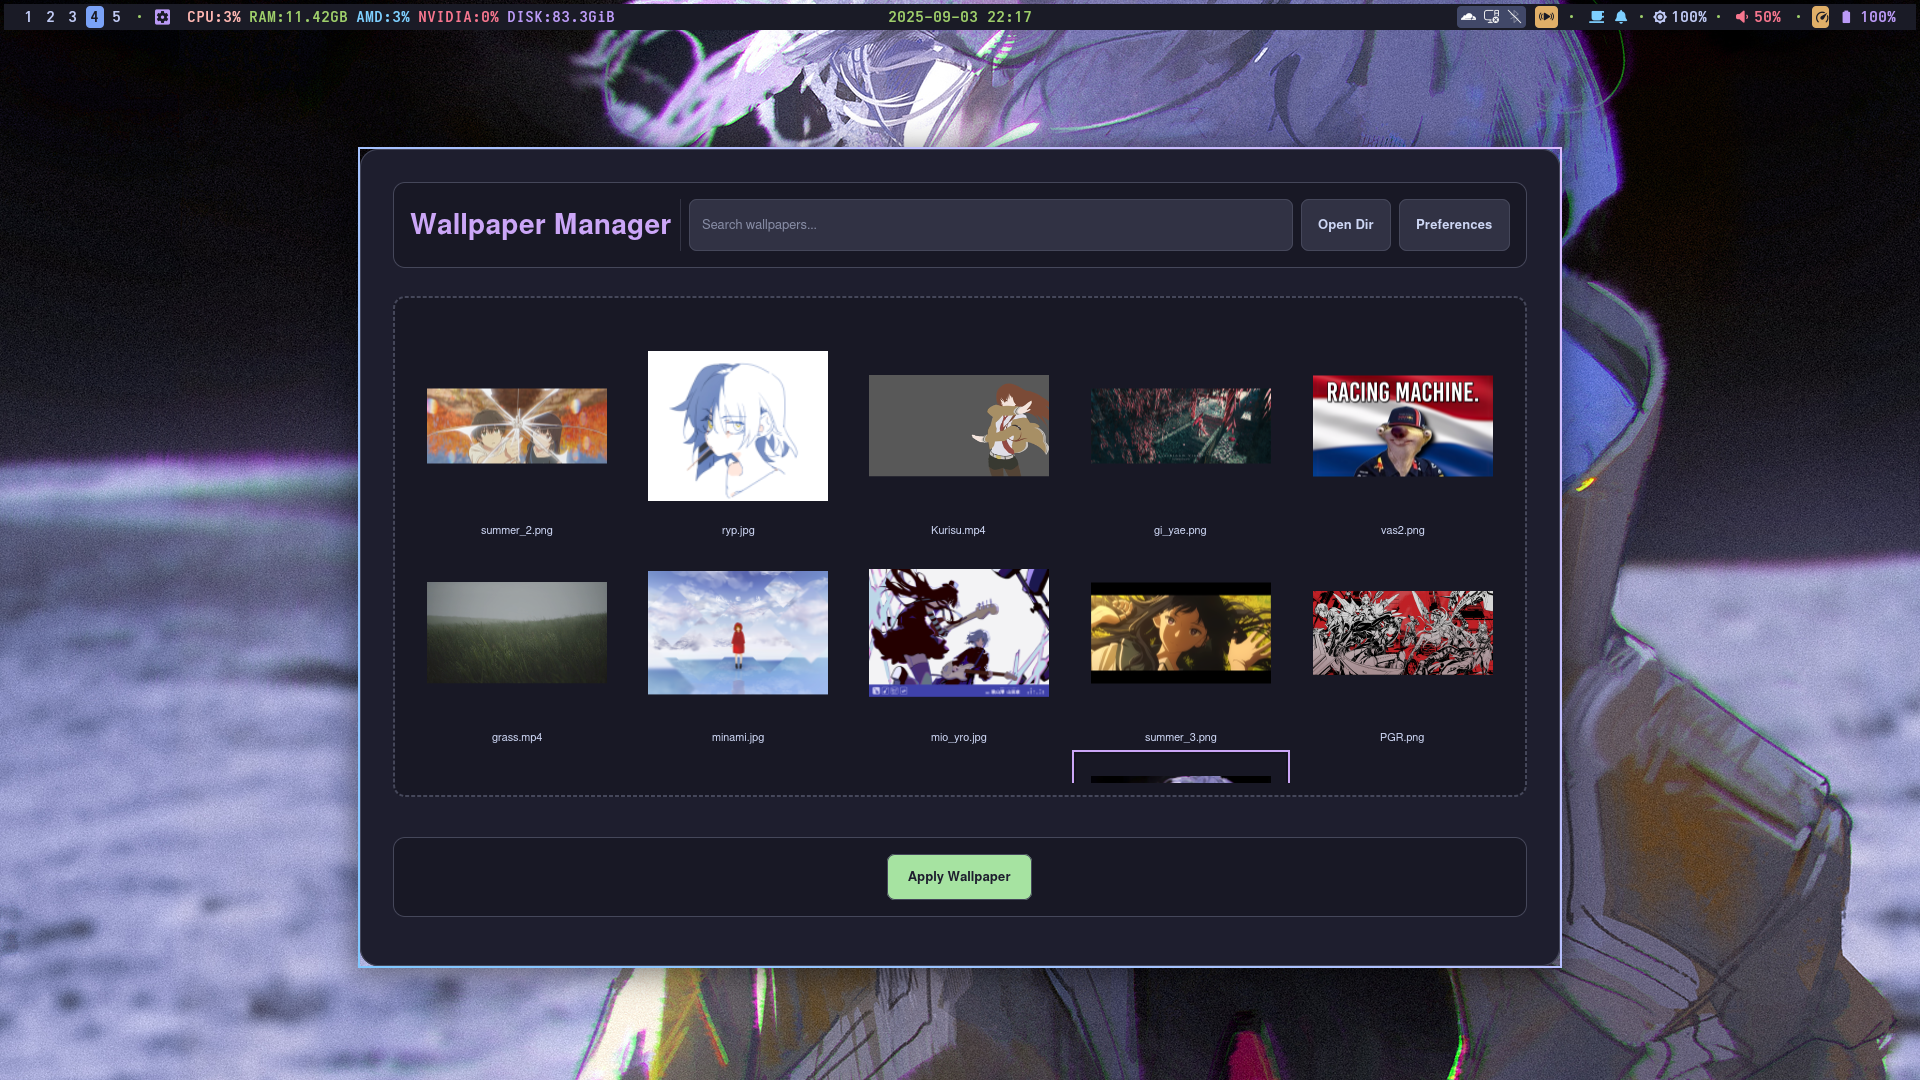 1 2 3 4 5 • CPU:3% RAM:11.42GB AMD:3% NVIDIA:0% DISK:83.3GiB 2025-09-03 22:17 • • 100% • 50% • 100%
Wallpaper Manager Search wallpapers... Open Dir Preferences
RACING MACHINE.
summer_2.png ryp.jpg Kurisu.mp4 gi_yae.png vas2.png
grass.mp4 minami.jpg mio_yro.jpg summer_3.png PGR.png
Apply Wallpaper